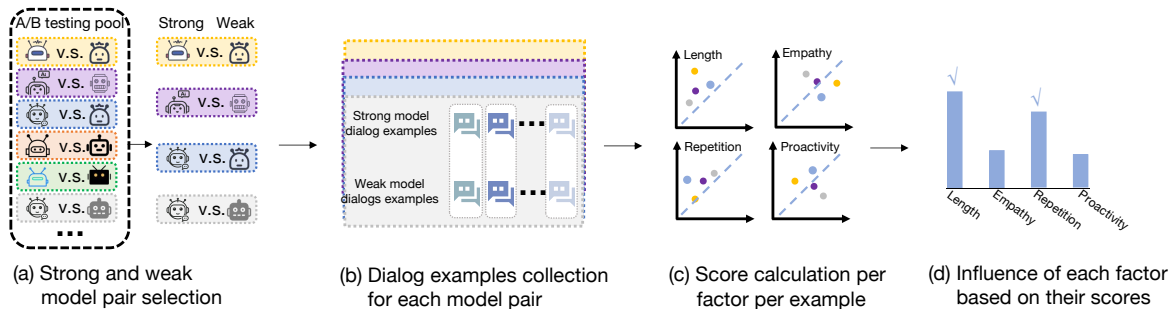 A/B testing pool
Strong Weak
V.S.
V.S.
V.S.
V.S.
V.S.
V.S.
...
V.S.
AI
V.S.
AI
V.S.
V.S.
Strong model
dialog examples
Weak model
dialogs examples
Length
Empathy
Repetition
Proactivity
Length
Empathy
Repetition
Proactivity
(a) Strong and weak
model pair selection
(b) Dialog examples collection
for each model pair
(c) Score calculation per
factor per example
(d) Influence of each factor
based on their scores